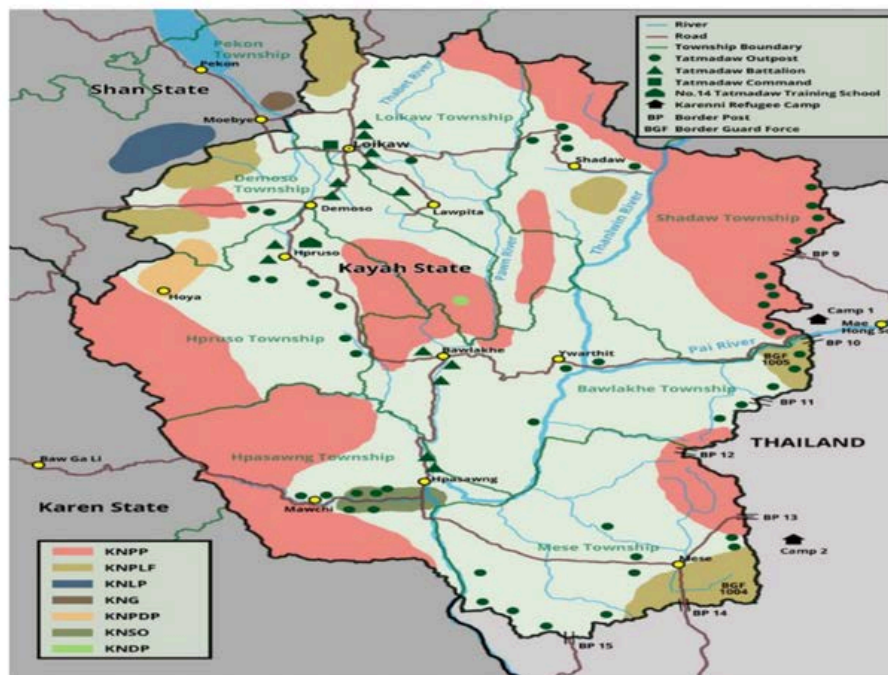 Pekon
Township
Pekon
Shan State
Moebye
Thabet River
Loikaw Township
Loikaw
Shadaw
Demoso
Township
Demoso
Lawpita
Pawn River
Thanlwin River
Shadaw Township
Hpruso
Kayah State
Hoya
BP 9
Camp 1
Mae
Hong So
Hpruso Township
Bawlakhe
Ywarthit
Pai River
BP 10
BGF
1005
Bawlakhe Township
BP 11
THAILAND
Hpasawng Township
BP 12
Baw Ga Li
Hpasawng
Karen State
Mawchi
BP 13
Camp 2
Mese Township
Mese
BGF
1004
BP 14
BP 15
River
Road
Township Boundary
Tatmadaw Outpost
Tatmadaw Battalion
Tatmadaw Command
No.14 Tatmadaw Training School
Karenni Refugee Camp
BP Border Post
BGF Border Guard Force
KNPP
KNPLF
KNLP
KNG
KNPDP
KNSO
KNDP